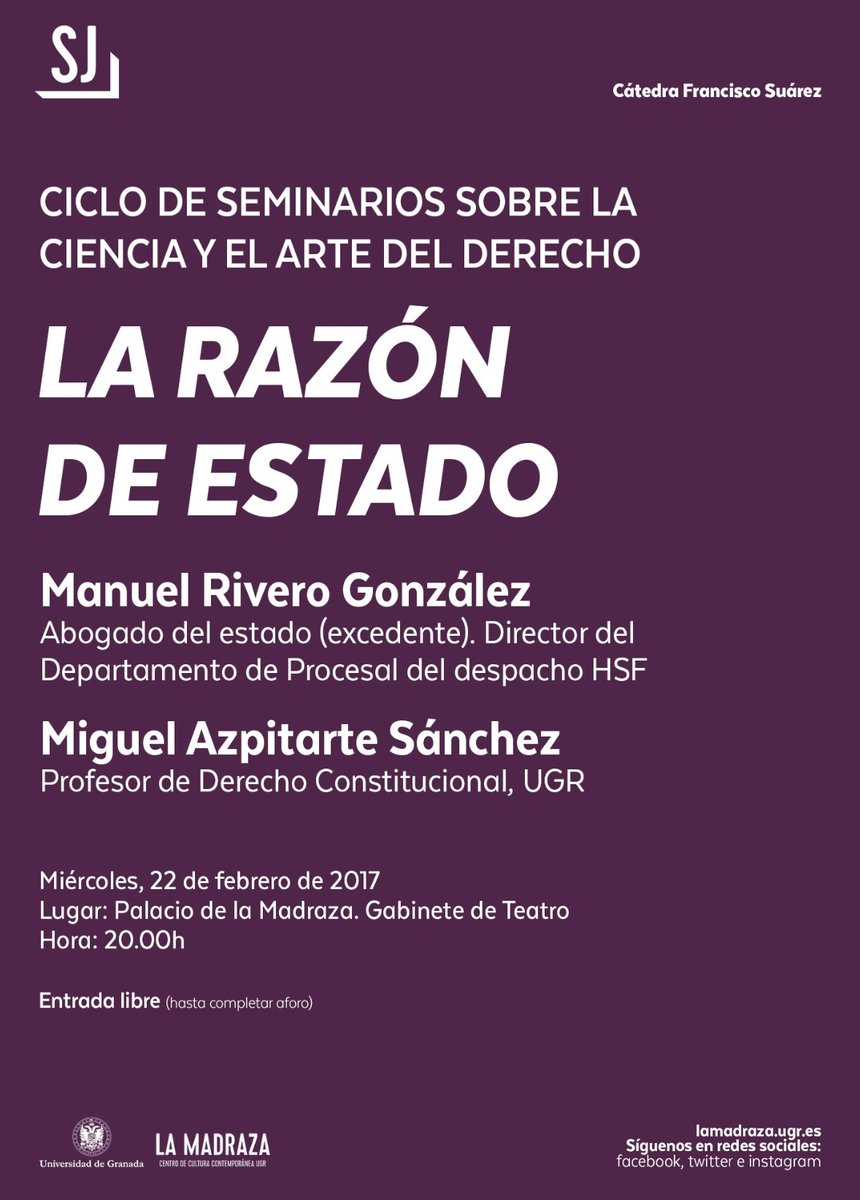 SJ
Cátedra Francisco Suárez
CICLO DE SEMINARIOS SOBRE LA
CIENCIA Y EL ARTE DEL DERECHO
LA RAZÓN
DE ESTADO
Manuel Rivero González
Abogado del estado (excedente). Director del
Departamento de Procesal del despacho HSF
Miguel Azpitarte Sánchez
Profesor de Derecho Constitucional, UGR
Miércoles, 22 de febrero de 2017
Lugar: Palacio de la Madraza. Gabinete de Teatro
Hora: 20.00h
Entrada libre (hasta completar aforo)
Universidad de Granada
LA MADRAZA
CENTRO DE CULTURA CONTEMPORÁNEA UGR
lamadraza.ugr.es
Síguenos en redes sociales:
facebook, twitter e instagram